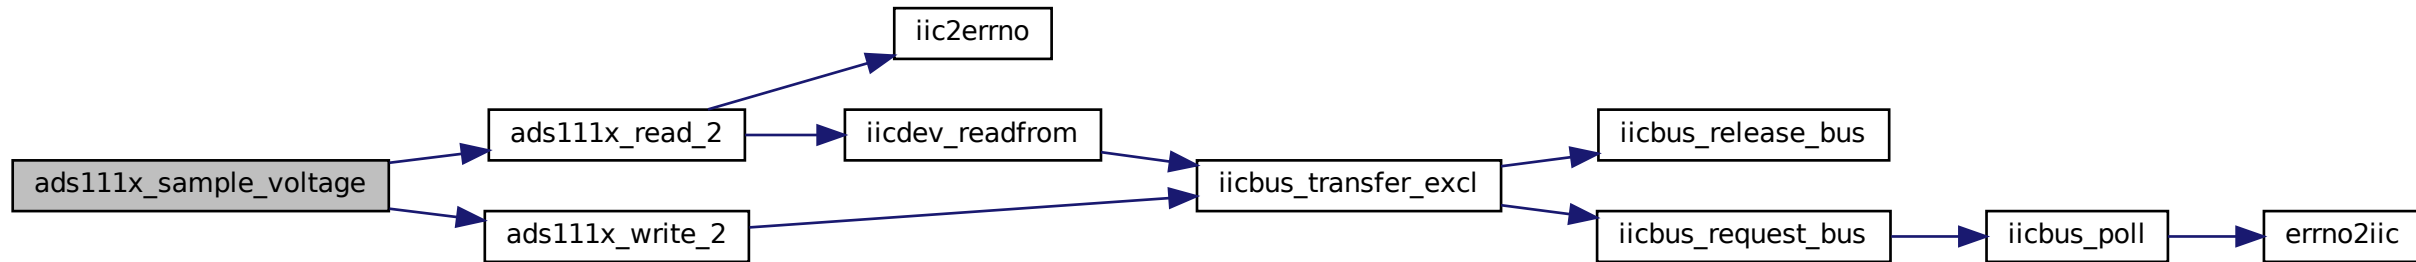 iic2errno
ads111x_read_2
iicdev_readfrom
iicbus_release_bus
ads111x_sample_voltage
iicbus_transfer_excl
ads111x_write_2
iicbus_request_bus
iicbus_poll
errno2iic